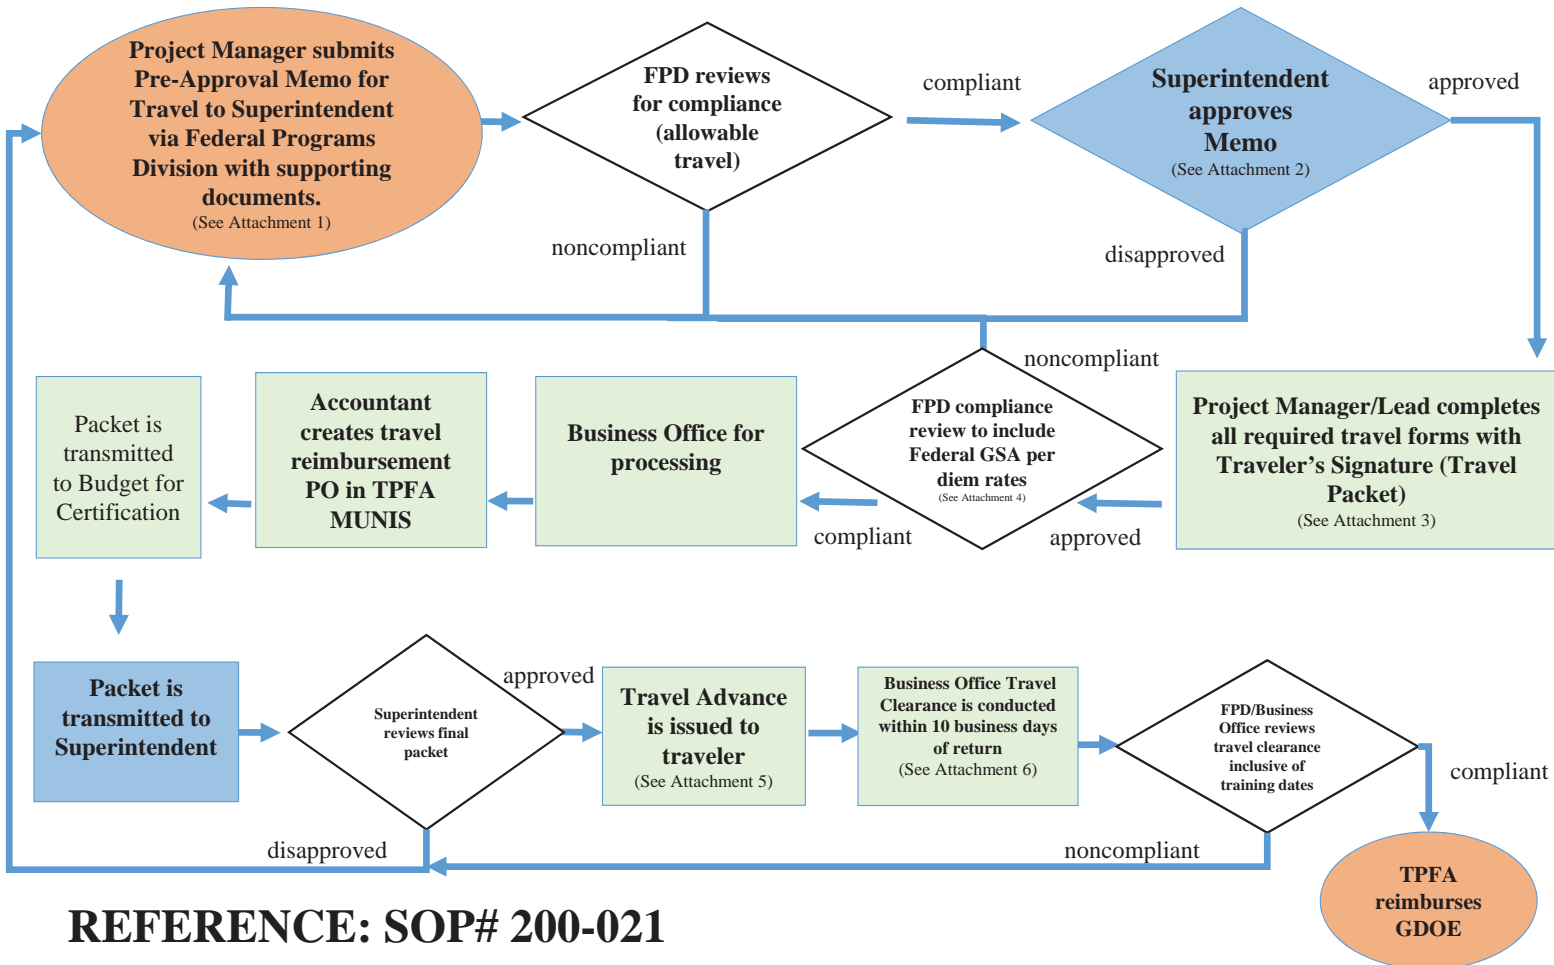 Project Manager submits
Pre-Approval Memo for
Travel to Superintendent
via Federal Programs
Division with supporting
documents.
(See Attachment 1)
FPD reviews
for compliance
(allowable
travel)
compliant
Superintendent
approves
Memo
(See Attachment 2)
approved
noncompliant
disapproved
Project Manager/Lead completes
all required travel forms with
Traveler’s Signature (Travel
Packet)
(See Attachment 3)
approved
noncompliant
FPD compliance
review to include
Federal GSA per
diem rates
(See Attachment 4)
compliant
Business Office for
processing
Accountant
creates travel
reimbursement
PO in TPFA
MUNIS
Packet is
transmitted
to Budget for
Certification
Packet is
transmitted to
Superintendent
Superintendent
reviews final
packet
approved
disapproved
Travel Advance
is issued to
traveler
(See Attachment 5)
Business Office Travel
Clearance is conducted
within 10 business days
of return
(See Attachment 6)
FPD/Business
Office reviews
travel clearance
inclusive of
training dates
compliant
noncompliant
TPFA
reimburses
GDOE
REFERENCE: SOP# 200-021